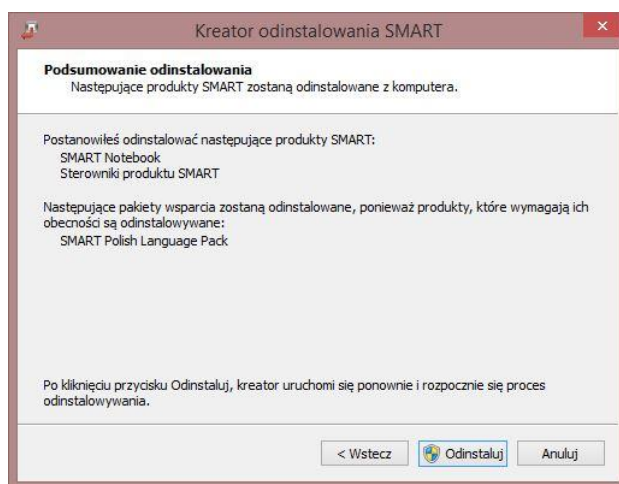 Kreator odinstalowania SMART
Podsumowanie odinstalowania
Następujące produkty SMART zostaną odinstalowane z komputera.
Postanowiłeś odinstalować następujące produkty SMART:
SMART Notebook
Sterowniki produktu SMART
Następujące pakiety wsparcia zostaną odinstalowane, ponieważ produkty, które wymagają ich
obecności są odinstalowywane:
SMART Polish Language Pack
Po kliknięciu przycisku Odinstaluj, kreator uruchomi się ponownie i rozpocznie się proces
odinstalowywania.
< Wstecz Odinstaluj Anuluj